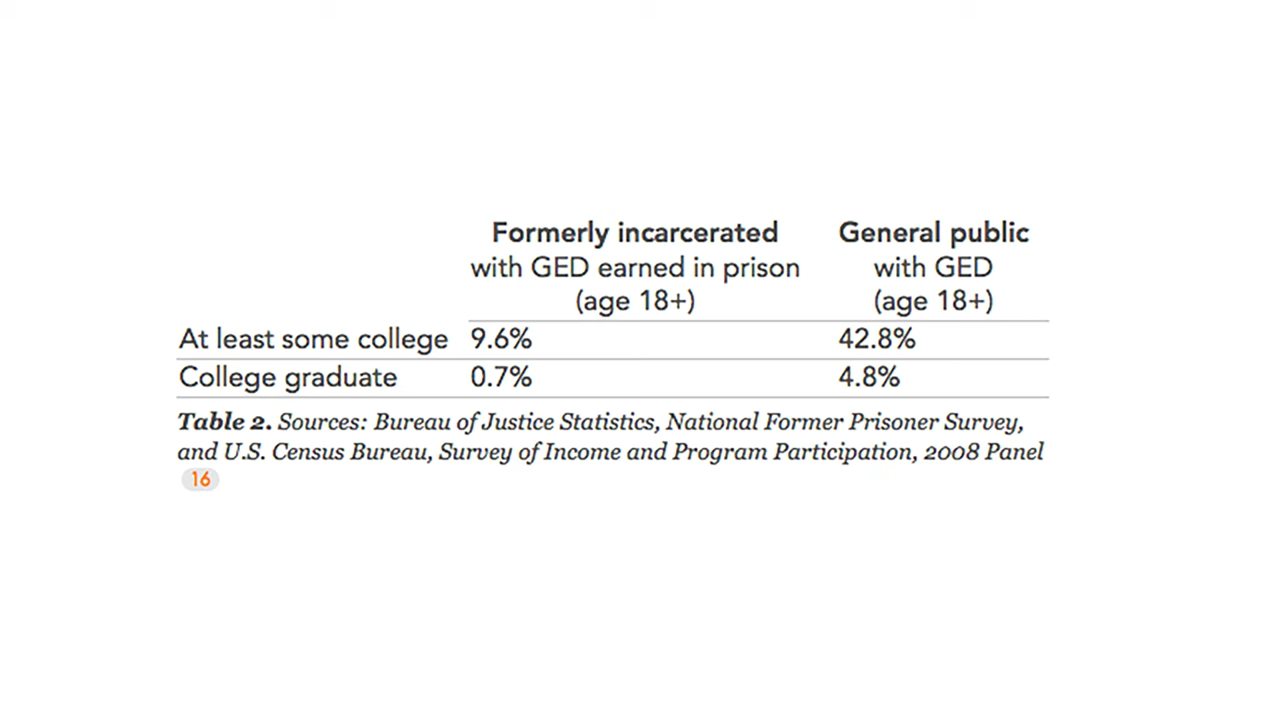 Formerly incarcerated General public
with GED earned in prison with GED
(age 18+) (age 18+)
At least some college 9.6% 42.8%
College graduate 0.7% 4.8%
Table 2. Sources: Bureau of Justice Statistics, National Former Prisoner Survey,
and U.S. Census Bureau, Survey of Income and Program Participation, 2008 Panel
16